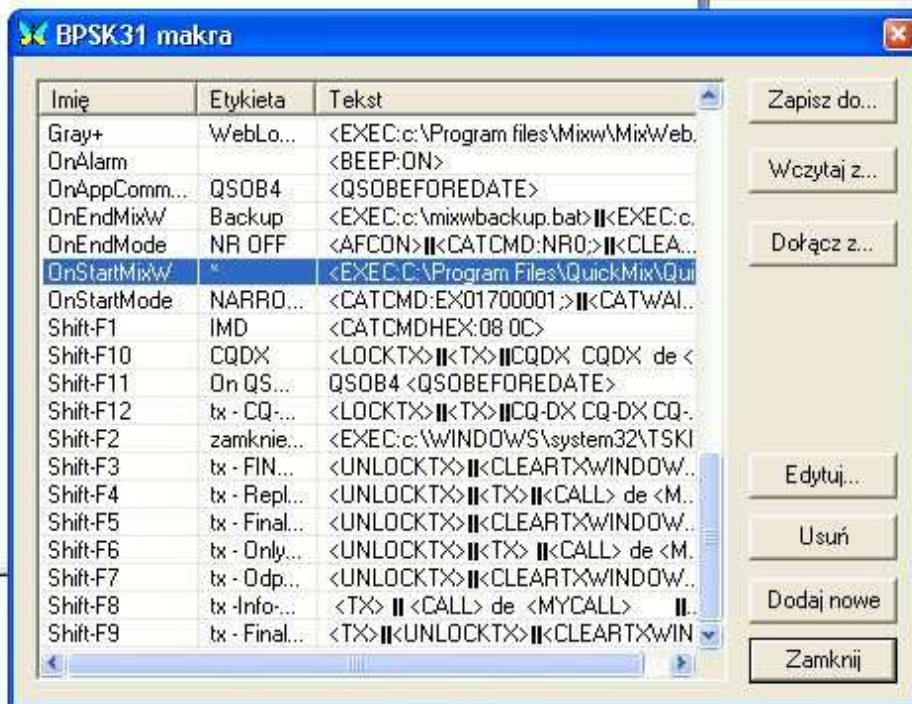 BPSK31 makra
Imię Etykieta Tekst
Gray+ WebLo... <EXEC:c:\Program files\Mixw\MixWeb.
OnAlarm <BEEP:ON>
OnAppComm... QSOB4 <QSOBEFOREDATE>
OnEndMixW Backup <EXEC:c:\mixwbackup.bat>||<EXEC:c.
OnEndMode NR OFF <AFCON>||<CATCMD:NR0;>||<CLEA...
OnStartMixW * <EXEC:C:\Program Files\QuickMix\Qui
OnStartMode NARRO... <CATCMD:EX01700001;>||<CATWAI...
Shift-F1 IMD <CATCMDHEX:08 0C>
Shift-F10 CQDX <LOCKTX>||<TX>||CQDX CQDX de <
Shift-F11 On QS... QSOB4 <QSOBEFOREDATE>
Shift-F12 tx - CQ-... <LOCKTX>||<TX>||CQ-DX CQ-DX CQ-..
Shift-F2 zamknie... <EXEC:c:\WINDOWS\system32\TSKI
Shift-F3 tx - FIN... <UNLOCKTX>||<CLEARTXWINDOW...
Shift-F4 tx - Repl... <UNLOCKTX>||<TX>||<CALL> de <M..
Shift-F5 tx - Final... <UNLOCKTX>||<CLEARTXWINDOW...
Shift-F6 tx - Only... <UNLOCKTX>||<TX> ||<CALL> de <M.
Shift-F7 tx - Odp... <UNLOCKTX>||<CLEARTXWINDOW..
Shift-F8 tx -Info-... <TX> || <CALL> de <MYCALL> ||..
Shift-F9 tx - Final... <TX>||<UNLOCKTX>||<CLEARTXWIN
Zapisz do...
Wczytaj z...
Dołącz z...
Edytuj...
Usuń
Dodaj nowe
Zamknij